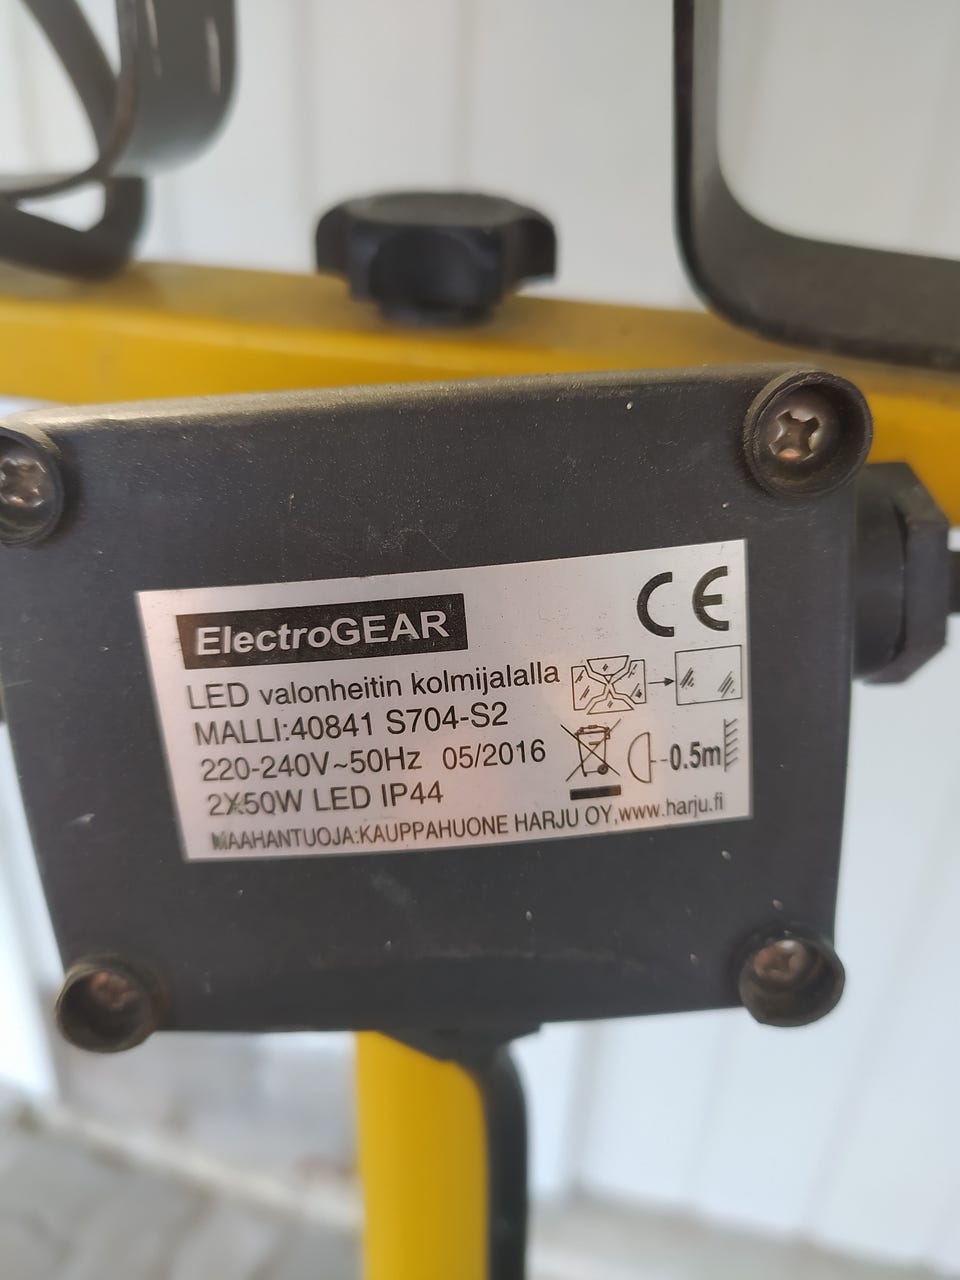 ElectroGEAR
CE
LED valonheitin kolmijalalla
MALLI:40841 S704-S2
220-240V~50Hz 05/2016
2X50W LED IP44
-0.5m
MAAHANTUOJA:KAUPPAHUONE HARJU OY,www.harju.fi